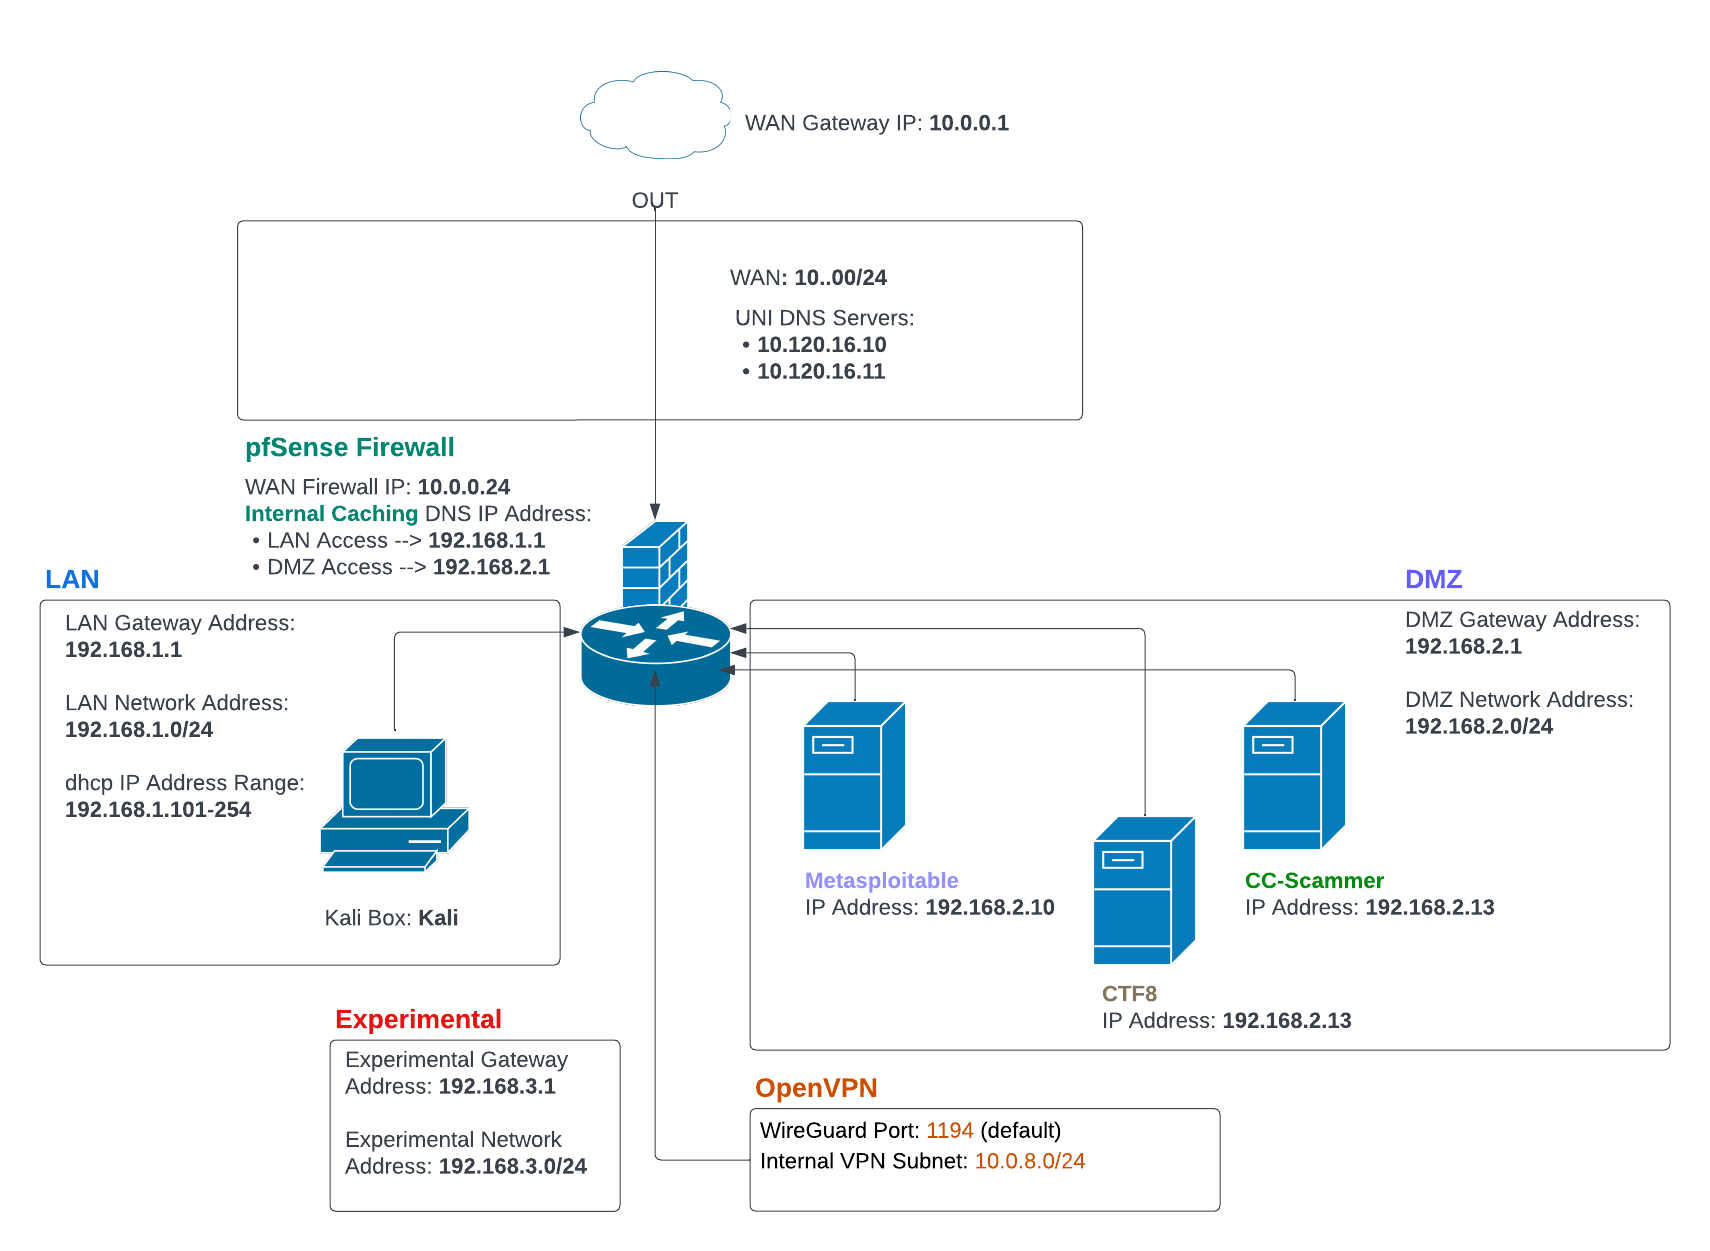 WAN Gateway IP: 10.0.0.1
OUT
WAN: 10..00/24
UNI DNS Servers:
• 10.120.16.10
• 10.120.16.11
pfSense Firewall
WAN Firewall IP: 10.0.0.24
Internal Caching DNS IP Address:
• LAN Access --> 192.168.1.1
• DMZ Access --> 192.168.2.1
LAN
LAN Gateway Address:
192.168.1.1
LAN Network Address:
192.168.1.0/24
dhcp IP Address Range:
192.168.1.101-254
Kali Box: Kali
DMZ
DMZ Gateway Address:
192.168.2.1
DMZ Network Address:
192.168.2.0/24
Metasploitable
IP Address: 192.168.2.10
CC-Scammer
IP Address: 192.168.2.13
CTF8
IP Address: 192.168.2.13
Experimental
Experimental Gateway
Address: 192.168.3.1
Experimental Network
Address: 192.168.3.0/24
OpenVPN
WireGuard Port: 1194 (default)
Internal VPN Subnet: 10.0.8.0/24